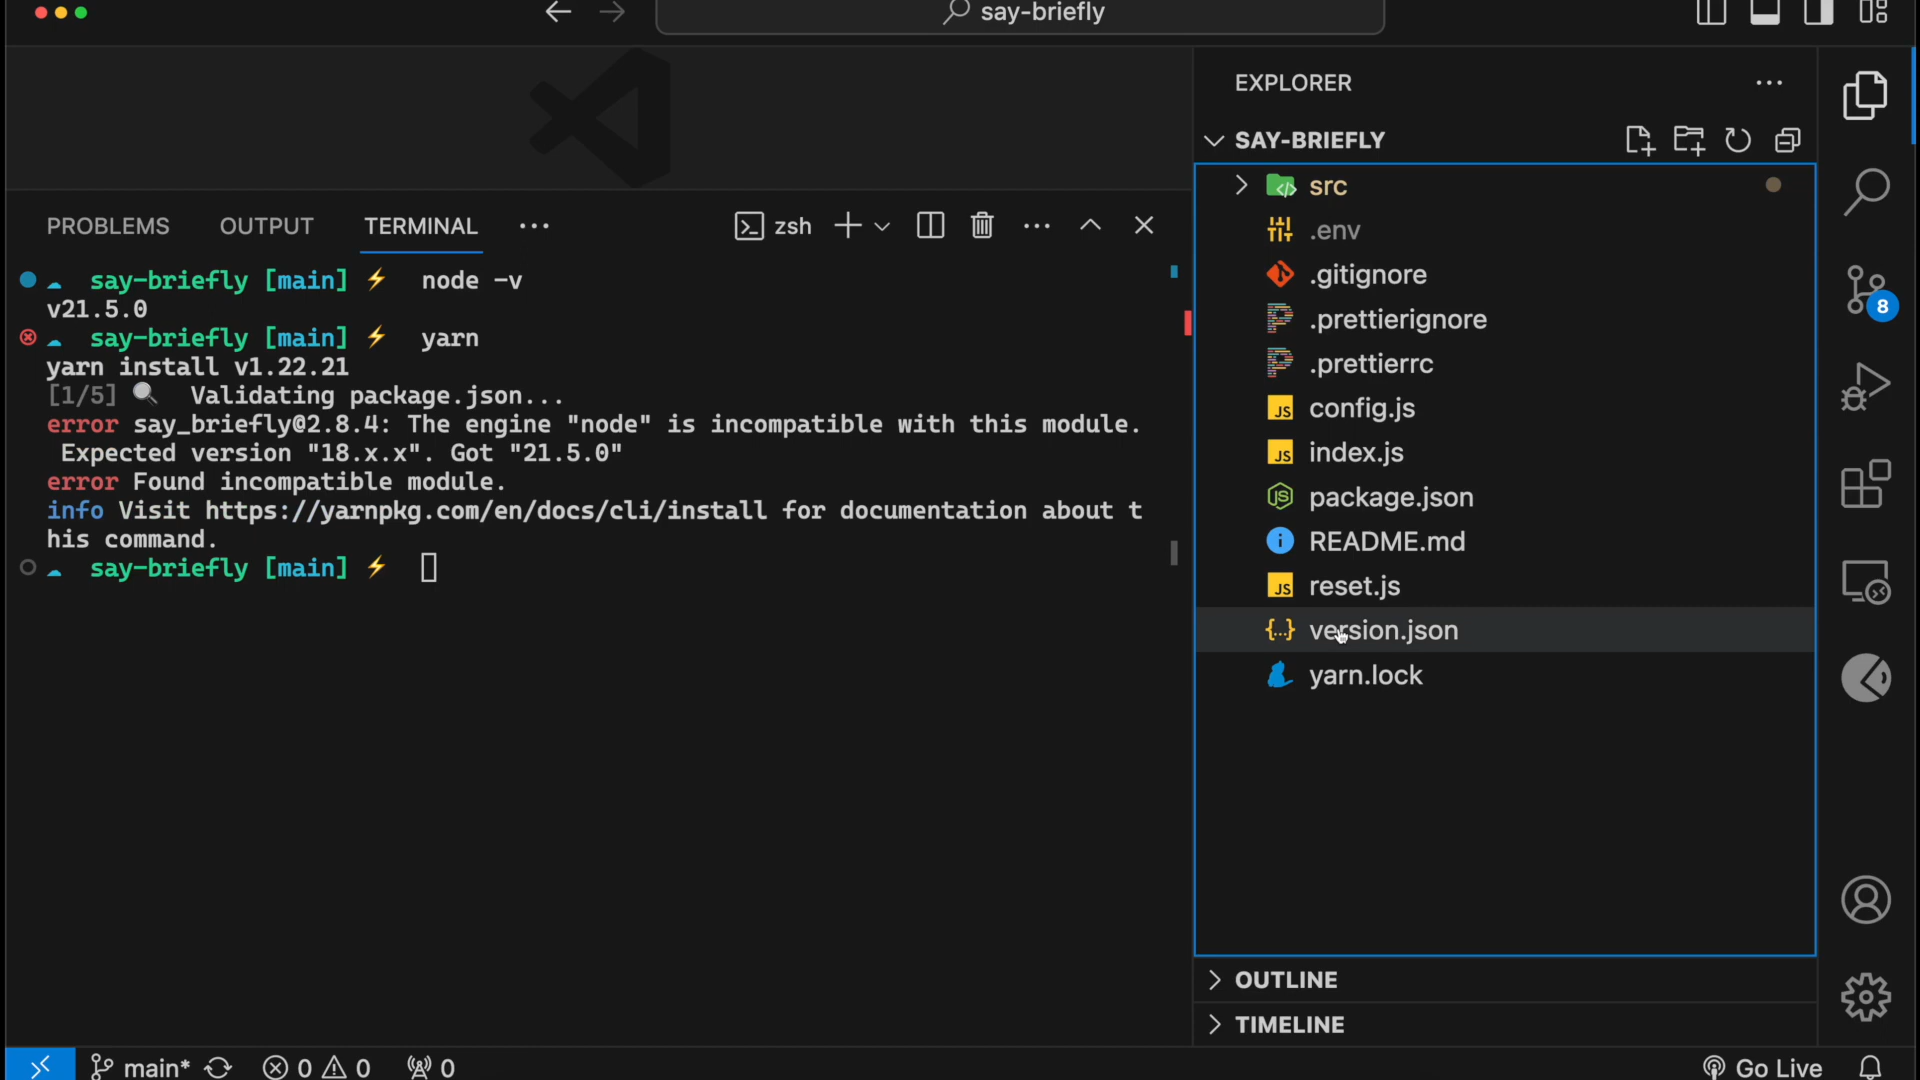 say-briefly
PROBLEMS
OUTPUT
TERMINAL
zsh
say-briefly [main] ⚡ node -v
v21.5.0
say-briefly [main] ⚡ yarn
yarn install v1.22.21
[1/5] 🔍 Validating package.json...
error say_briefly@2.8.4: The engine "node" is incompatible with this module.
Expected version "18.x.x". Got "21.5.0"
error Found incompatible module.
info Visit https://yarnpkg.com/en/docs/cli/install for documentation about t
his command.
say-briefly [main] ⚡
EXPLORER
SAY-BRIEFLY
src
.env
.gitignore
.prettierignore
.prettierrc
JS config.js
JS index.js
package.json
README.md
JS reset.js
{...} version.json
yarn.lock
OUTLINE
TIMELINE
8
main* 0 0 0
Go Live